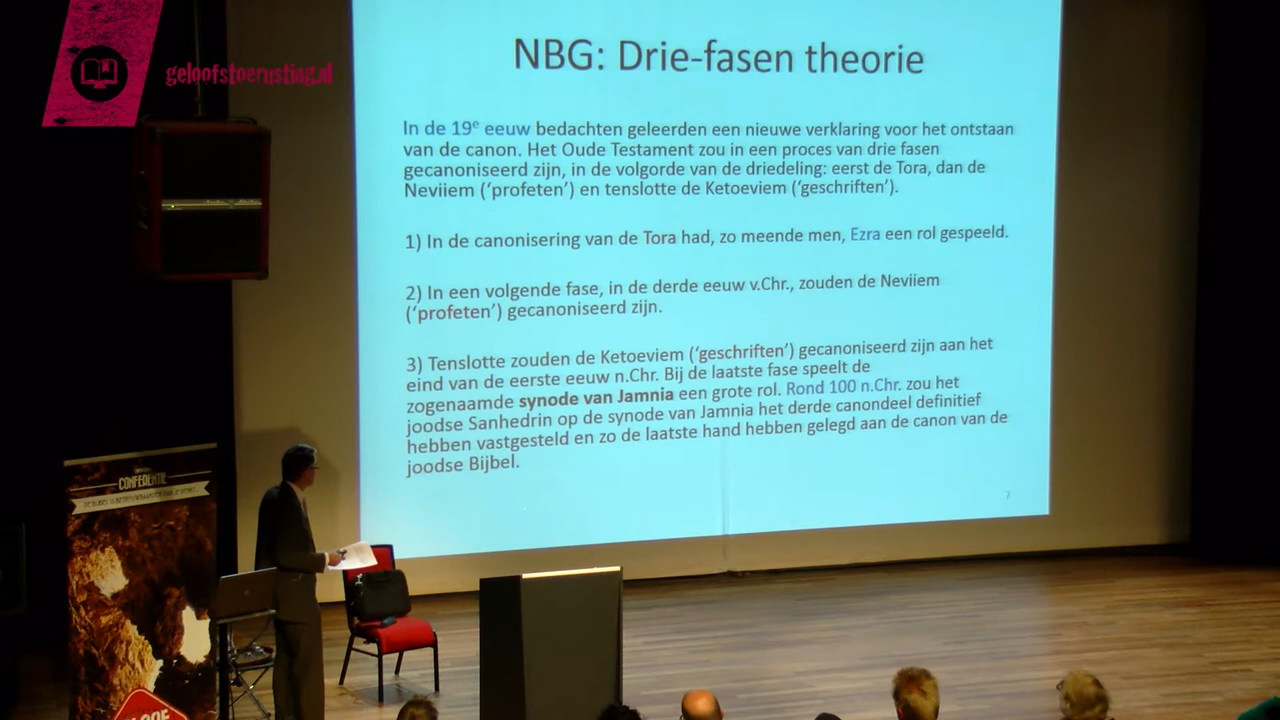 geloofstoerusting.nl
NBG: Drie-fasen theorie
In de 19e eeuw bedachten geleerden een nieuwe verklaring voor het ontstaan
van de canon. Het Oude Testament zou in een proces van drie fasen
gecanoniseerd zijn, in de volgorde van de driedeling: eerst de Tora, dan de
Neviiem (‘profeten’) en tenslotte de Ketoeviem (‘geschriften’).
1) In de canonisering van de Tora had, zo meende men, Ezra een rol gespeeld.
2) In een volgende fase, in de derde eeuw v.Chr., zouden de Neviiem
(‘profeten’) gecanoniseerd zijn.
3) Tenslotte zouden de Ketoeviem (‘geschriften’) gecanoniseerd zijn aan het
eind van de eerste eeuw n.Chr. Bij de laatste fase speelt de
zogenaamde synode van Jamnia een grote rol. Rond 100 n.Chr. zou het
joodse Sanhedrin op de synode van Jamnia het derde canondeel definitief
hebben vastgesteld en zo de laatste hand hebben gelegd aan de canon van de
joodse Bijbel.
7
CONFERENTIE